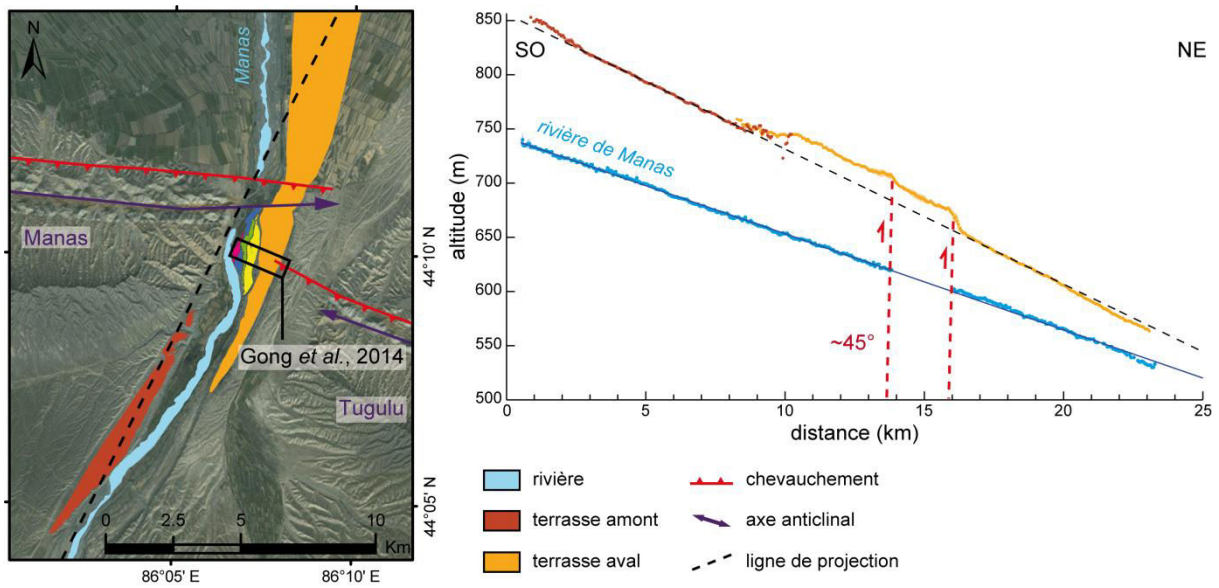 N
Manas
Manas
Gong et al., 2014
Tugulu
0 2.5 5 10
Km
86°05' E 86°10' E
44°10' N
44°05' N
SO
NE
rivière de Manas
~45°
altitude (m)
850
800
750
700
650
600
550
500
0 5 10 15 20 25
distance (km)
rivière
terrasse amont
terrasse aval
chevauchement
axe anticlinal
ligne de projection